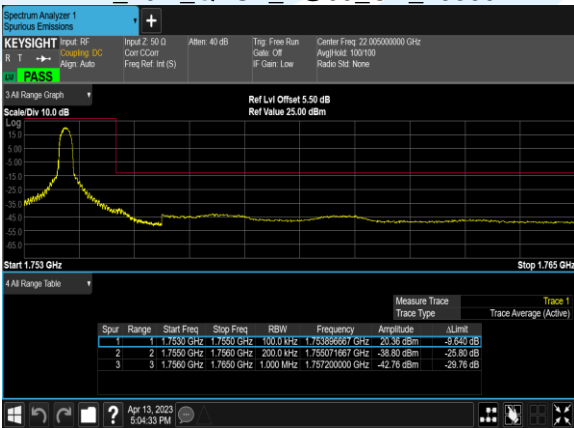 Spectrum Analyzer 1
Spurious Emissions
KEYSIGHT Input: RF Input Z: 50 Ω Atten: 40 dB Trig: Free Run Center Freq: 22.005000000 GHz
R T Coupling: DC Corr CCorr Gate: Off Avg|Hold: 100/100
Align: Auto Freq Ref: Int (S) IF Gain: Low Radio Std: None
PASS
3 All Range Graph
Ref Lvl Offset 5.50 dB
Scale/Div 10.0 dB Ref Value 25.00 dBm
Log
15.0
5.00
-5.00
-15.0
-25.0
-35.0
-45.0
-55.0
-65.0
Start 1.753 GHz Stop 1.765 GHz
4 All Range Table
Measure Trace Trace 1
Trace Type Trace Average (Active)
Spur Range Start Freq Stop Freq RBW Frequency Amplitude ΔLimit
1 1 1.7530 GHz 1.7550 GHz 100.0 kHz 1.753896667 GHz 20.36 dBm -9.640 dB
2 2 1.7550 GHz 1.7560 GHz 200.0 kHz 1.755071667 GHz -38.80 dBm -25.80 dB
3 3 1.7560 GHz 1.7650 GHz 1.000 MHz 1.757200000 GHz -42.76 dBm -29.76 dB
Apr 13, 2023
5:04:33 PM